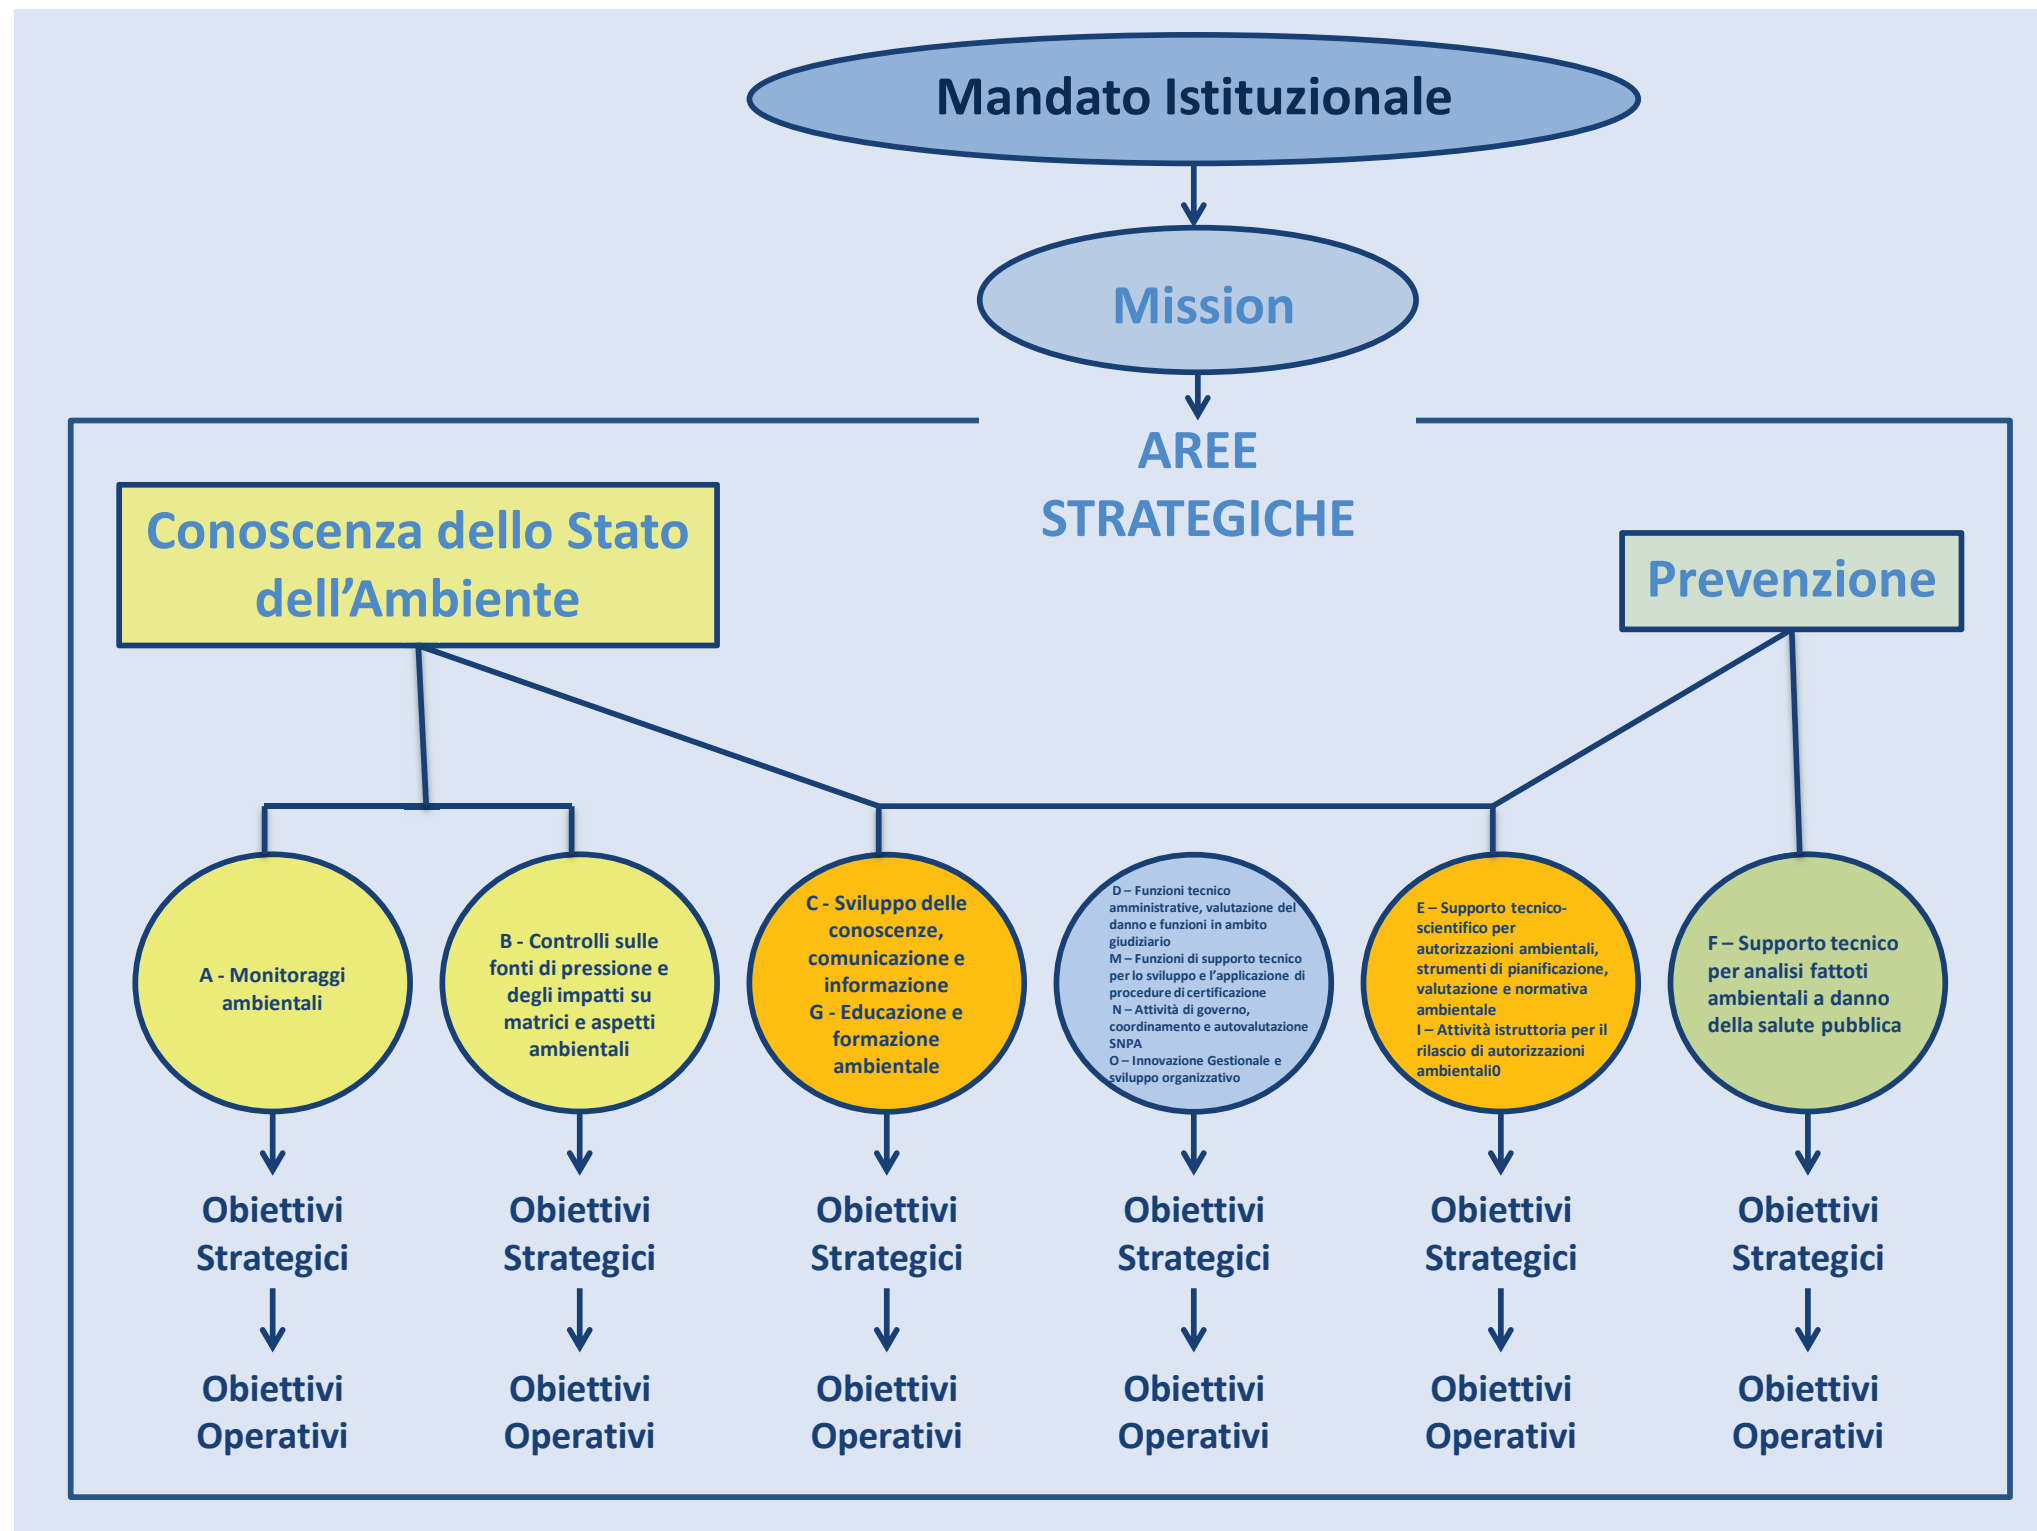 Mandato Istituzionale
Mission
AREE
STRATEGICHE
Conoscenza dello Stato
dell’Ambiente
Prevenzione
A - Monitoraggi
ambientali
B - Controlli sulle
fonti di pressione e
degli impatti su
matrici e aspetti
ambientali
C - Sviluppo delle
conoscenze,
comunicazione e
informazione
G - Educazione e
formazione
ambientale
D – Funzioni tecnico
amministrative, valutazione del
danno e funzioni in ambito
giudiziario
M – Funzioni di supporto tecnico
per lo sviluppo e l’applicazione di
procedure di certificazione
N – Attività di governo,
coordinamento e autovalutazione
SNPA
O – Innovazione Gestionale e
sviluppo organizzativo
E – Supporto tecnico-
scientifico per
autorizzazioni ambientali,
strumenti di pianificazione,
valutazione e normativa
ambientale
I – Attività istruttoria per il
rilascio di autorizzazioni
ambientali0
F – Supporto tecnico
per analisi fattoti
ambientali a danno
della salute pubblica
Obiettivi
Strategici
Obiettivi
Strategici
Obiettivi
Strategici
Obiettivi
Strategici
Obiettivi
Strategici
Obiettivi
Strategici
Obiettivi
Operativi
Obiettivi
Operativi
Obiettivi
Operativi
Obiettivi
Operativi
Obiettivi
Operativi
Obiettivi
Operativi